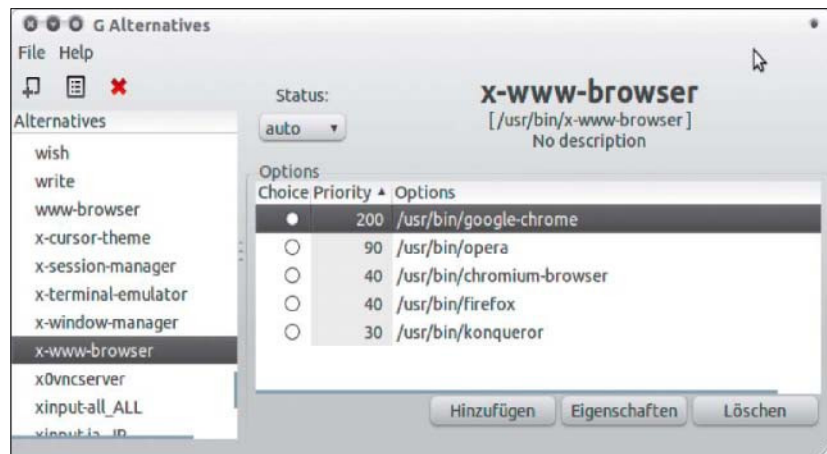 G Alternatives
File Help
Alternatives
wish
write
www-browser
x-cursor-theme
x-session-manager
x-terminal-emulator
x-window-manager
x-www-browser
x0vncserver
xinput-all_ALL
xinput-ja_JP
Status:
auto
x-www-browser
[/usr/bin/x-www-browser]
No description
Options
Choice Priority Options
200 /usr/bin/google-chrome
90 /usr/bin/opera
40 /usr/bin/chromium-browser
40 /usr/bin/firefox
30 /usr/bin/konqueror
Hinzufügen Eigenschaften Löschen